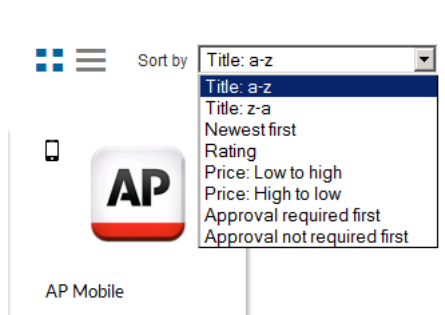 Sort by Title: a-z
Title: a-z
Title: z-a
Newest first
Rating
Price: Low to high
Price: High to low
Approval required first
Approval not required first
AP
AP Mobile